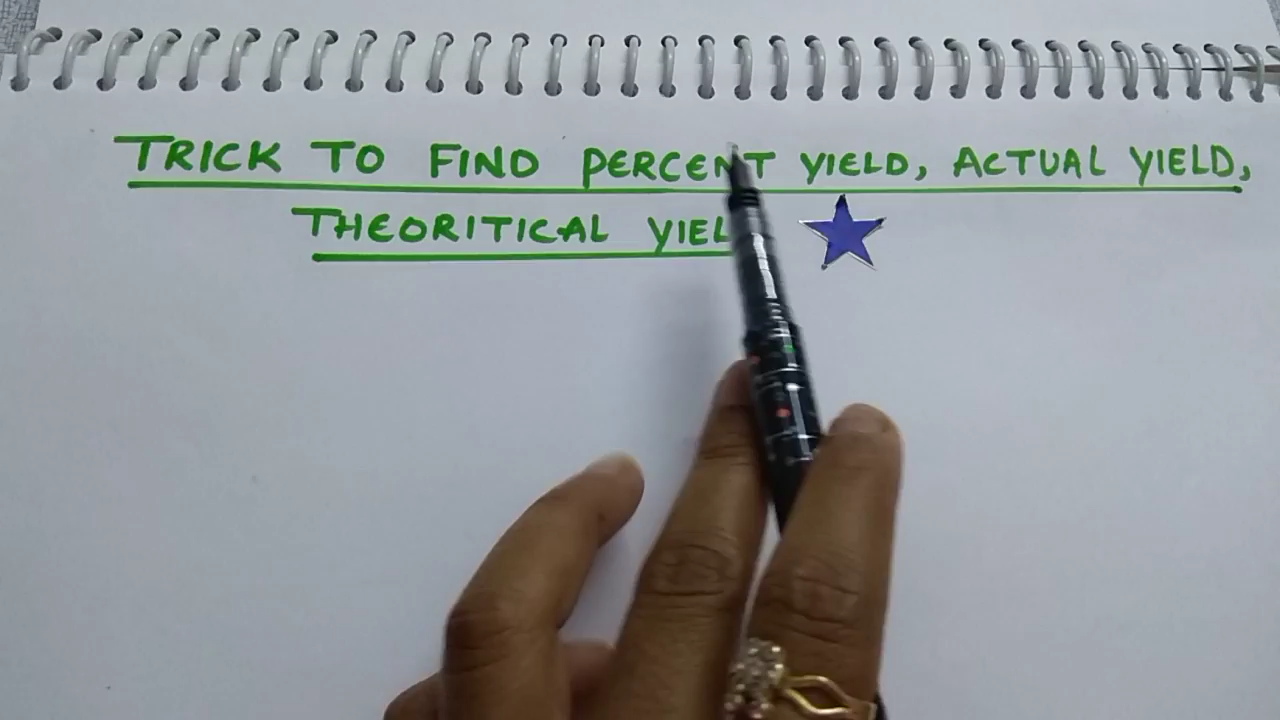 TRICK TO FIND PERCENT YIELD, ACTUAL YIELD,
THEORITICAL